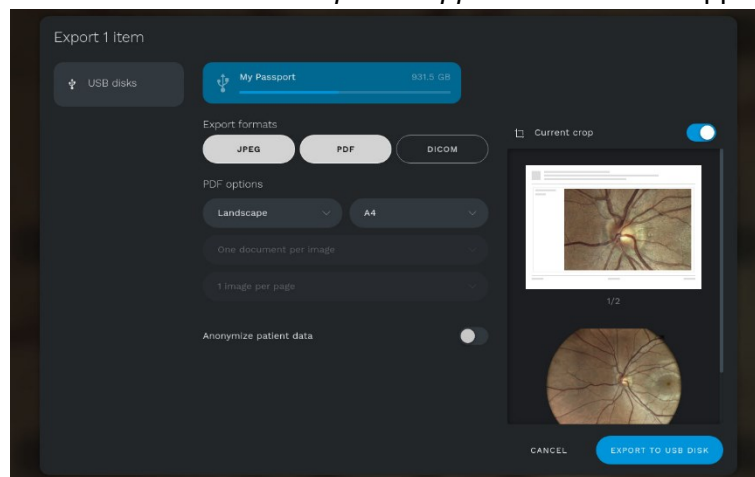 Export 1 item
USB disks
My Passport 931.5 GB
Export formats
JPEG PDF DICOM
PDF options
Landscape A4
One document per image
1 image per page
Anonymize patient data
Current crop
1/2
CANCEL EXPORT TO USB DISK